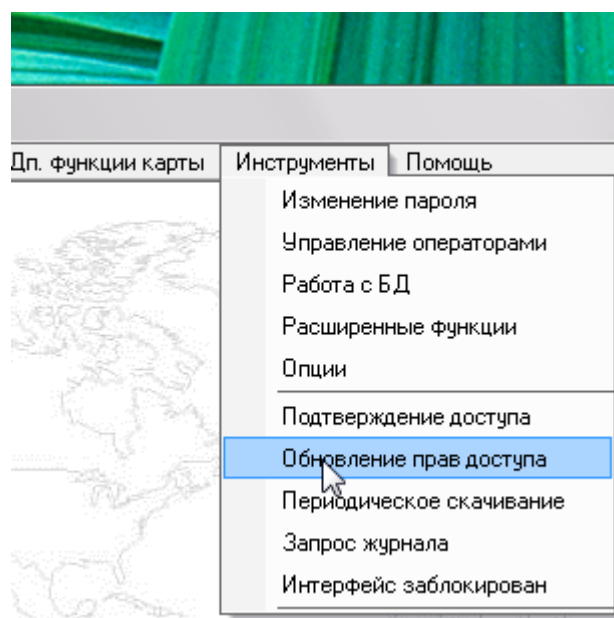 Дп. функции карты Инструменты Помощь
Изменение пароля
Управление операторами
Работа с БД
Расширенные функции
Опции
Подтверждение доступа
Обновление прав доступа
Периодическое скачивание
Запрос журнала
Интерфейс заблокирован